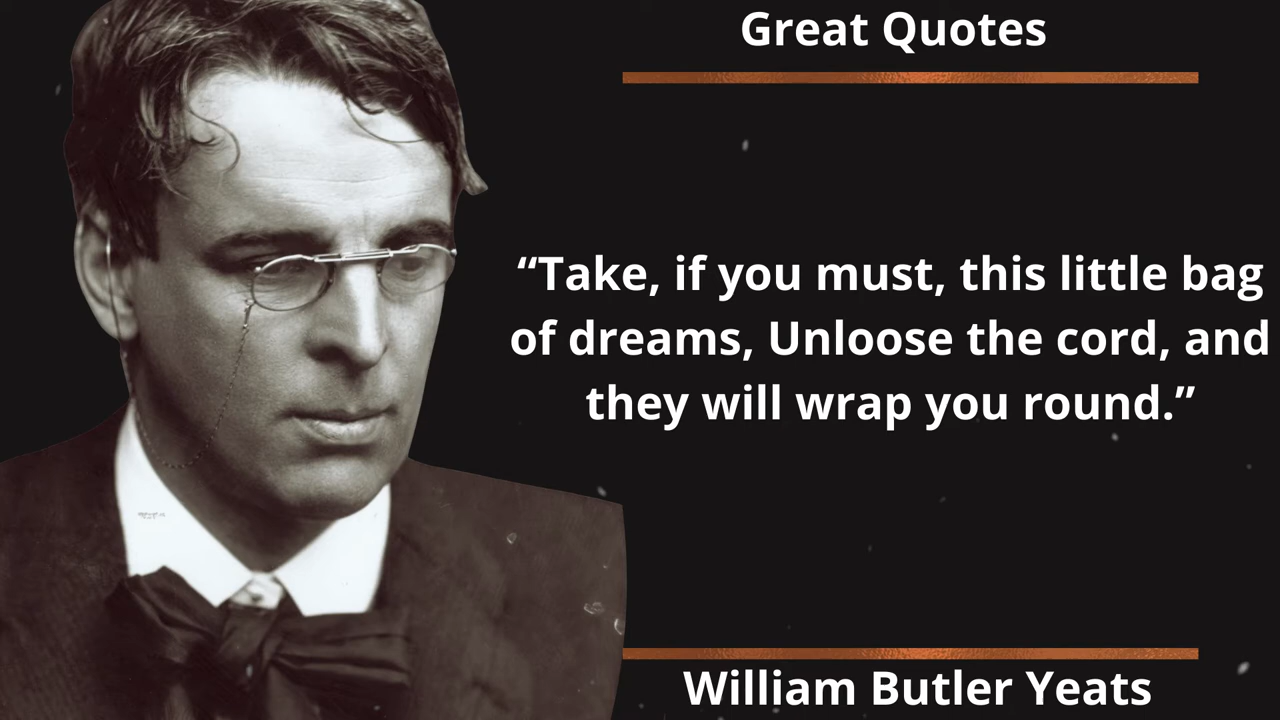 Great Quotes
“Take, if you must, this little bag
of dreams, Unloose the cord, and
they will wrap you round.”
William Butler Yeats